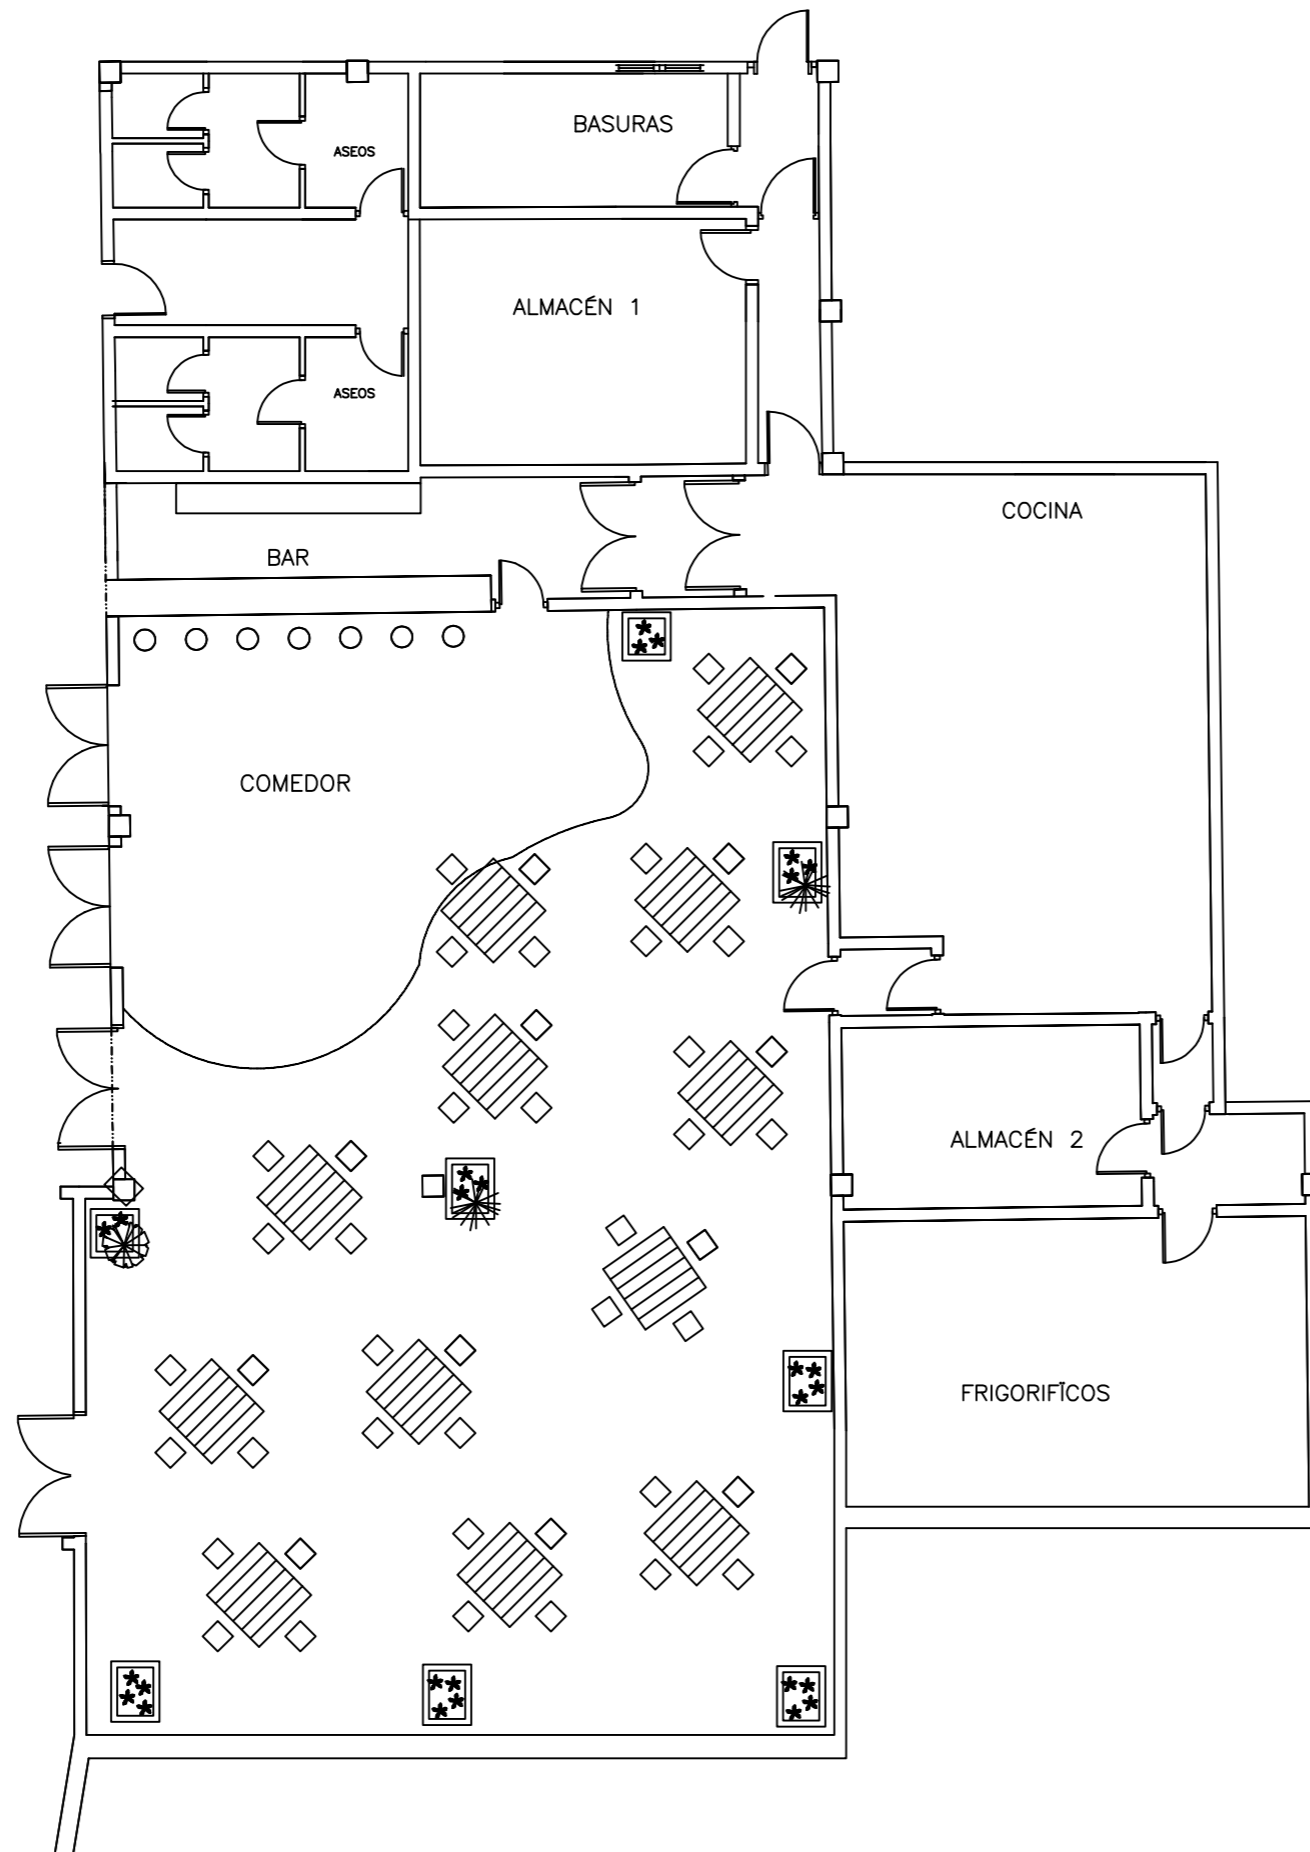 BASURAS
ASEOS
ALMACÉN 1
ASEOS
COCINA
BAR
COMEDOR
ALMACÉN 2
FRIGORIFĪCOS